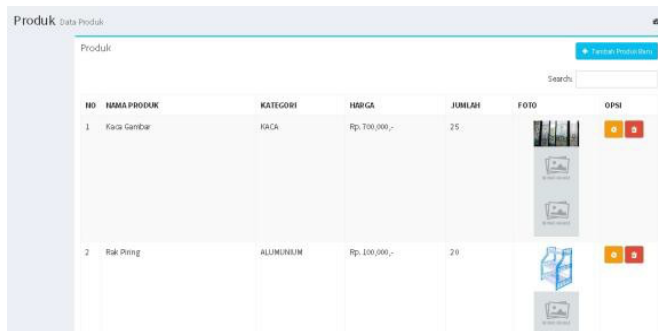 Produk Data Produk
Produk
Tambah Produk Baru
Search:
NO NAMA PRODUK KATEGORI HARGA JUMLAH FOTO OPSI
1 Kaca Gambar KACA Rp. 700,000,- 25
2 Rak Piring ALUMUNIUM Rp. 100,000,- 20